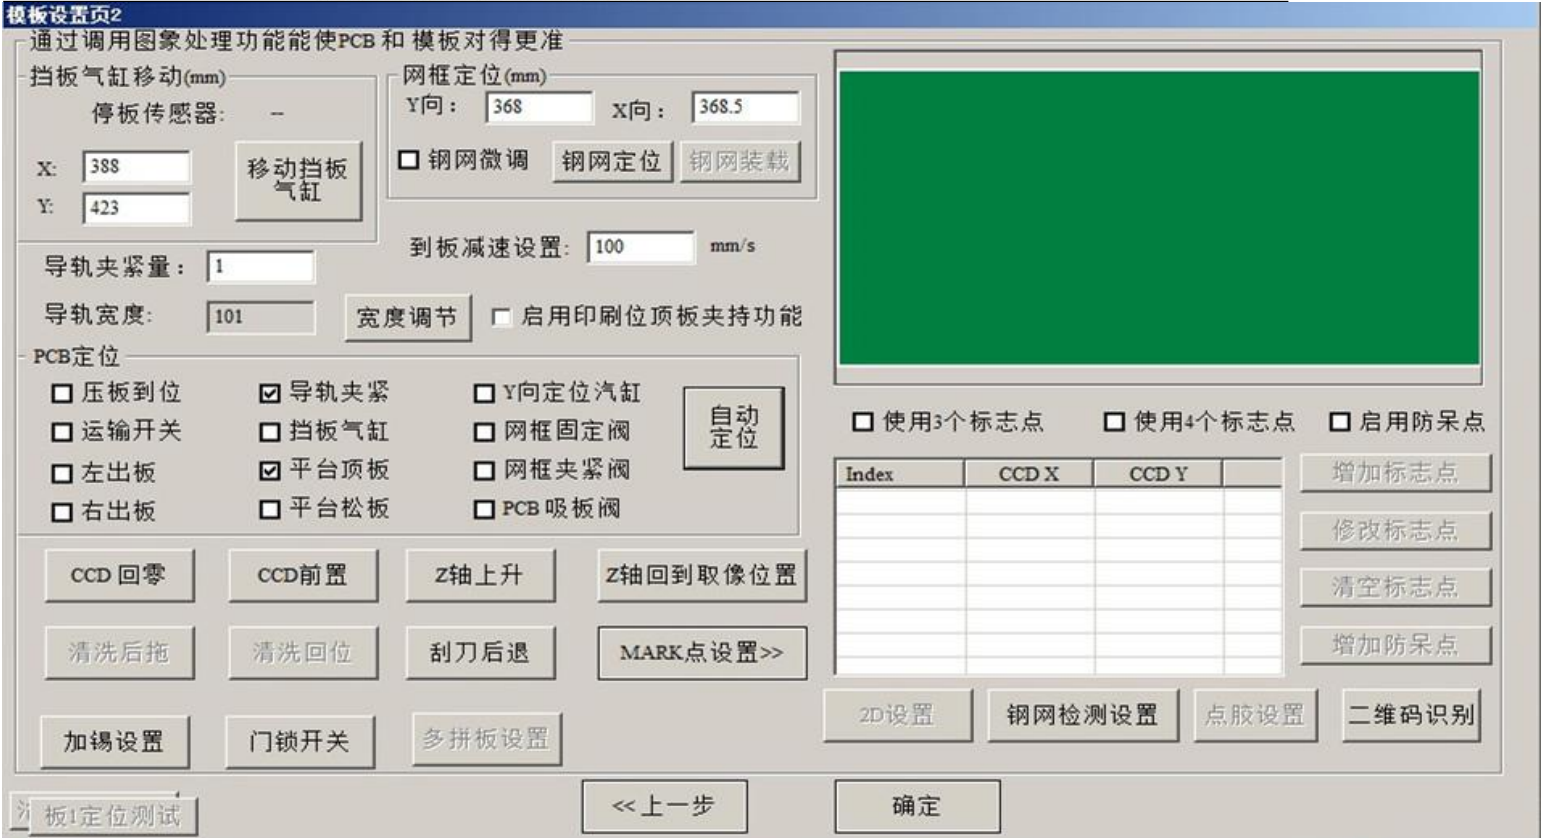 模板设置页2
通过调用图象处理功能能使PCB 和 模板对得更准
挡板气缸移动(mm)
停板传感器: --
X: 388
Y: 423
移动挡板
气缸
网框定位(mm)
Y向: 368 X向: 368.5
钢网微调 钢网定位 钢网装载
到板减速设置: 100 mm/s
导轨夹紧量: 1
导轨宽度: 101 宽度调节 启用印刷位顶板夹持功能
PCB定位
压板到位 导轨夹紧 Y向定位汽缸
运输开关 挡板气缸 网框固定阀
左出板 平台顶板 网框夹紧阀
右出板 平台松板 PCB 吸板阀
自动
定位
CCD 回零 CCD前置 Z轴上升 Z轴回到取像位置
清洗后拖 清洗回位 刮刀后退 MARK点设置>>
加锡设置 门锁开关 多拼板设置
使用3个标志点 使用4个标志点 启用防呆点
Index CCD X CCD Y
增加标志点
修改标志点
清空标志点
增加防呆点
2D设置 钢网检测设置 点胶设置 二维码识别
板1定位测试
<<上一步 确定